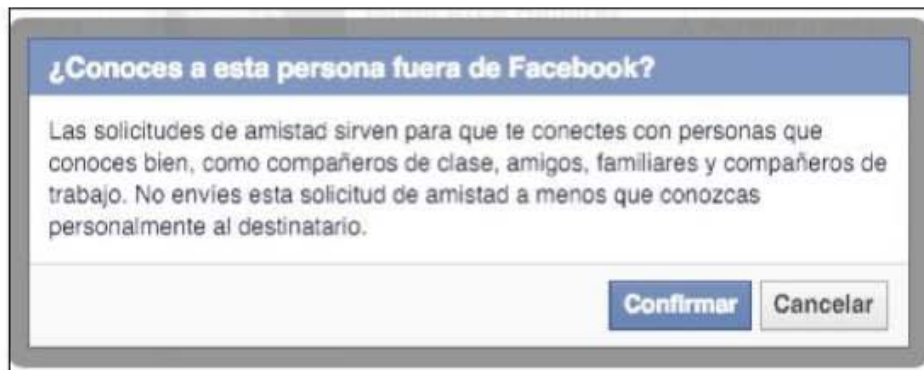 ¿Conoces a esta persona fuera de Facebook?
Las solicitudes de amistad sirven para que te conectes con personas que
conoces bien, como compañeros de clase, amigos, familiares y compañeros de
trabajo. No envíes esta solicitud de amistad a menos que conozcas
personalmente al destinatario.
Confirmar Cancelar